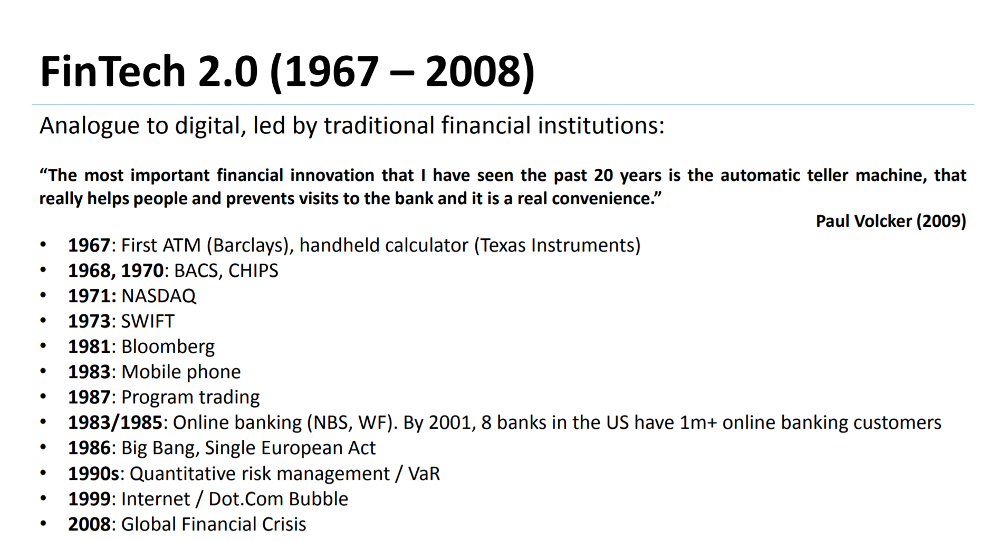 FinTech 2.0 (1967 – 2008)
Analogue to digital, led by traditional financial institutions:
“The most important financial innovation that I have seen the past 20 years is the automatic teller machine, that
really helps people and prevents visits to the bank and it is a real convenience.”
Paul Volcker (2009)
• 1967: First ATM (Barclays), handheld calculator (Texas Instruments)
• 1968, 1970: BACS, CHIPS
• 1971: NASDAQ
• 1973: SWIFT
• 1981: Bloomberg
• 1983: Mobile phone
• 1987: Program trading
• 1983/1985: Online banking (NBS, WF). By 2001, 8 banks in the US have 1m+ online banking customers
• 1986: Big Bang, Single European Act
• 1990s: Quantitative risk management / VaR
• 1999: Internet / Dot.Com Bubble
• 2008: Global Financial Crisis